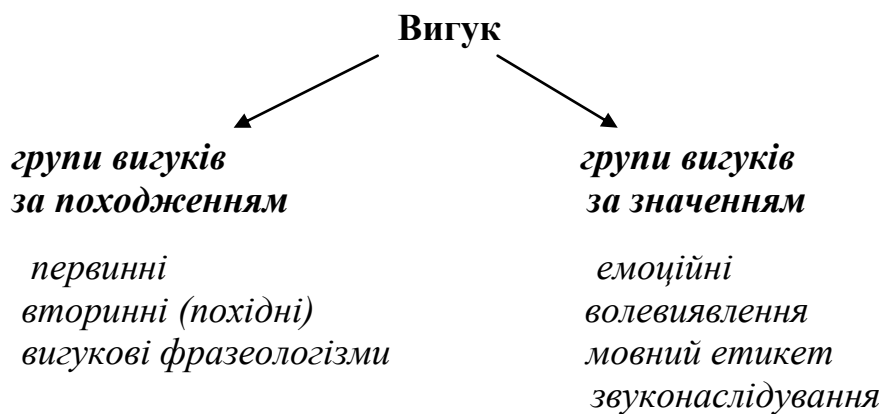 Вигук
групи вигуків
за походженням
первинні
вторинні (похідні)
вигукові фразеологізми
групи вигуків
за значенням
емоційні
волевиявлення
мовний етикет
звуконаслідування